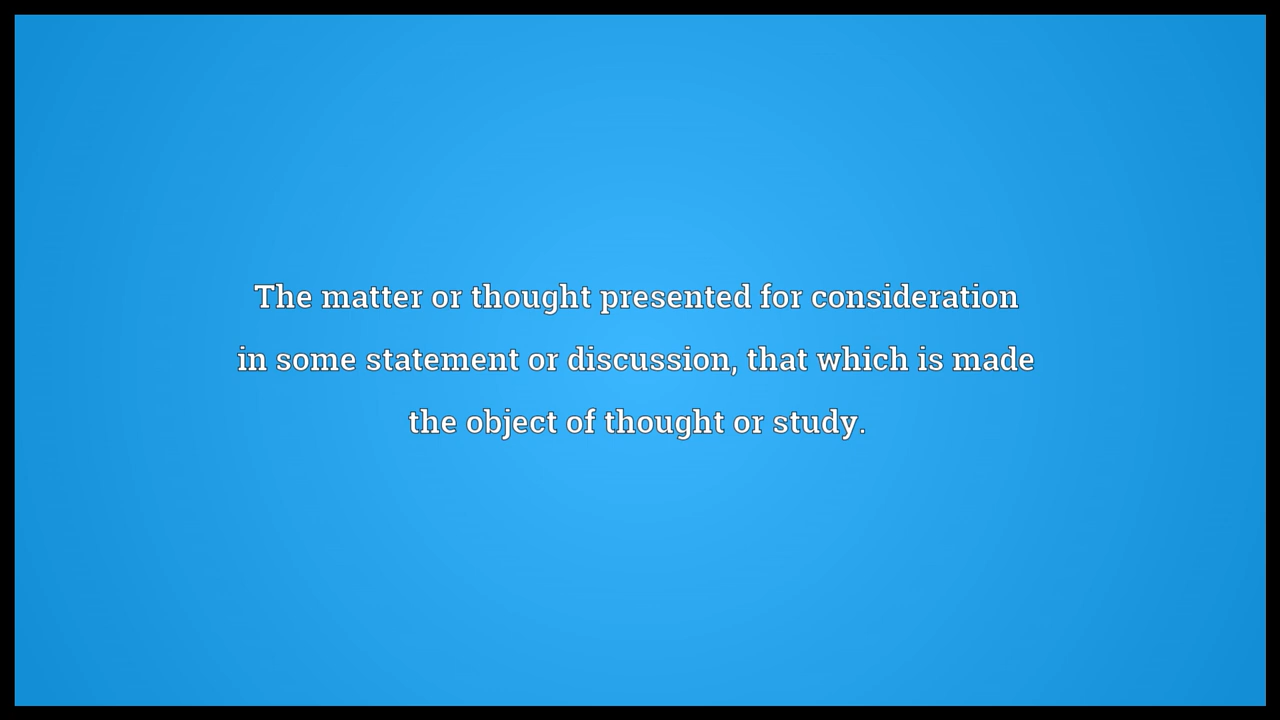 The matter or thought presented for consideration
in some statement or discussion, that which is made
the object of thought or study.